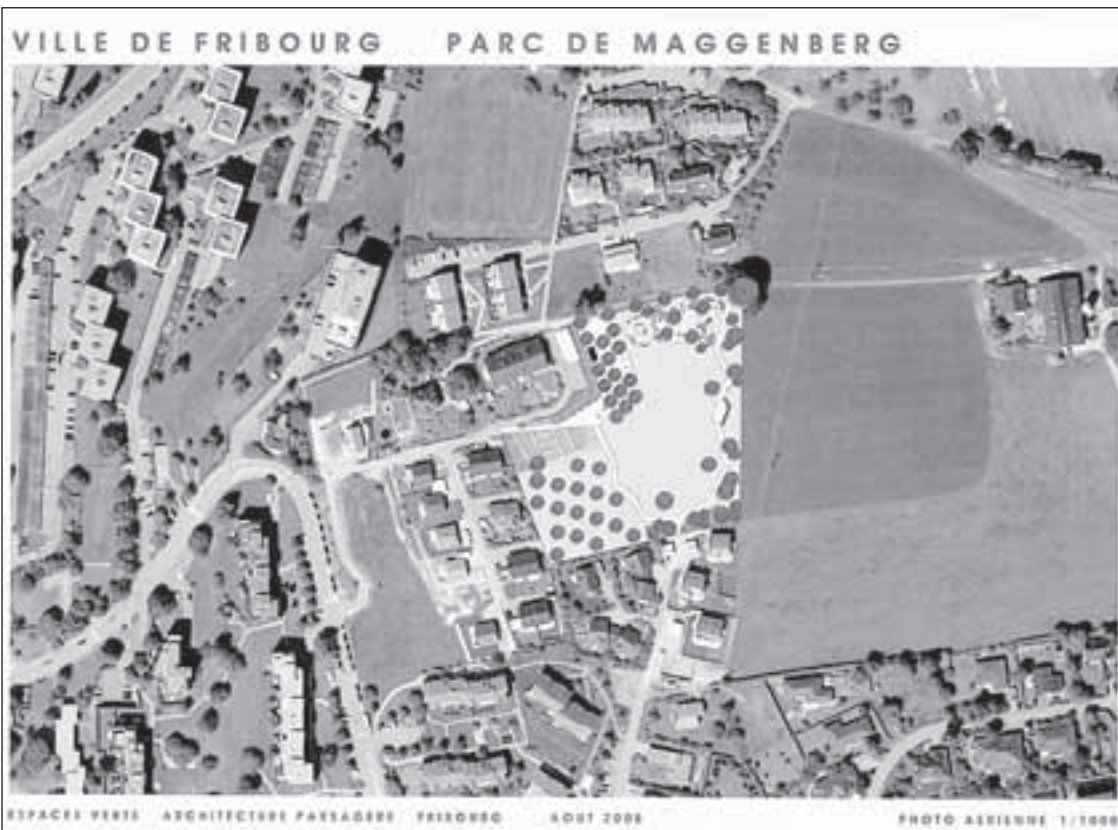 VILLE DE FRIBOURG PARC DE MAGGENBERG
ESPACES VERTS ARCHITECTURE PAYSAGERE FRIBOURG AOUT 2008 PHOTO AERIENNE 1/1000